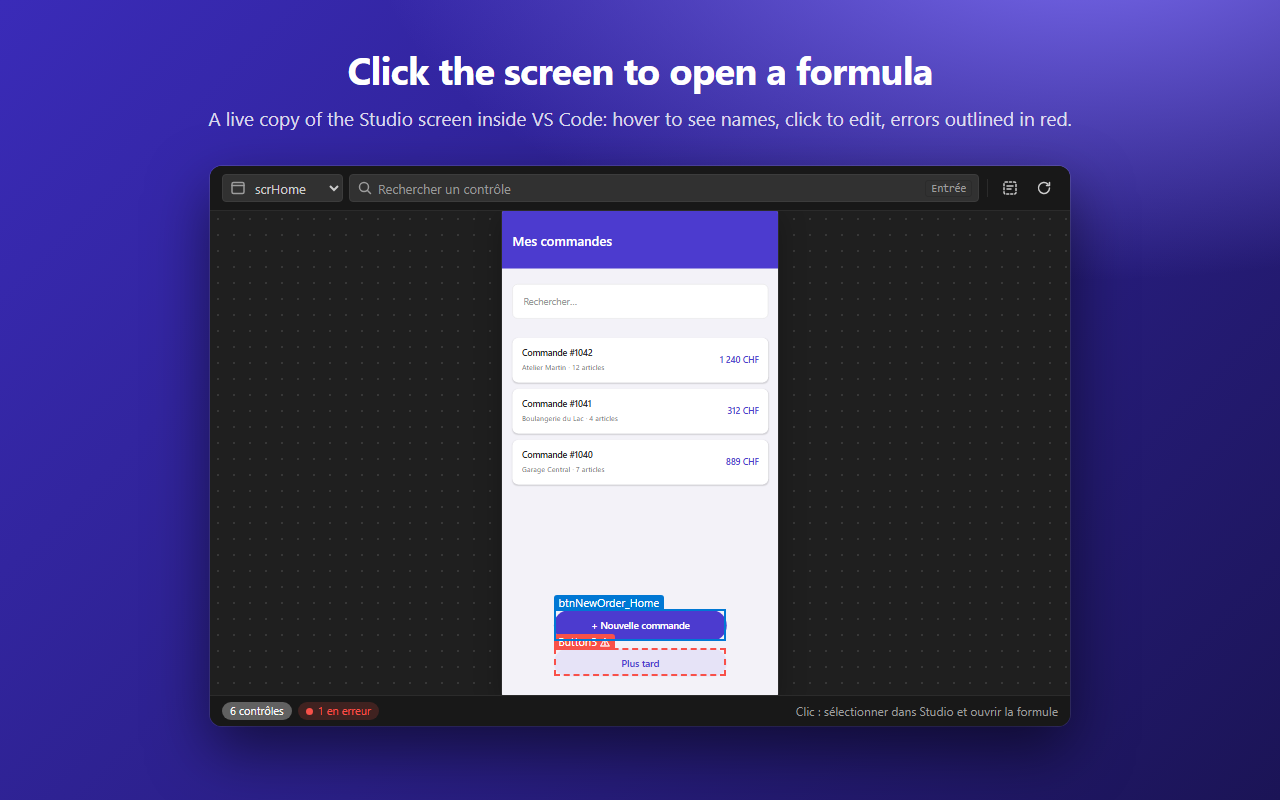 Click the screen to open a formula
A live copy of the Studio screen inside VS Code: hover to see names, click to edit, errors outlined in red.
scrHome
Rechercher un contrôle
Entrée
Mes commandes
Rechercher...
Commande #1042
Atelier Martin · 12 articles
1 240 CHF
Commande #1041
Boulangerie du Lac · 4 articles
312 CHF
Commande #1040
Garage Central · 7 articles
889 CHF
btnNewOrder_Home
+ Nouvelle commande
Button5
Plus tard
6 contrôles
1 en erreur
Clic : sélectionner dans Studio et ouvrir la formule